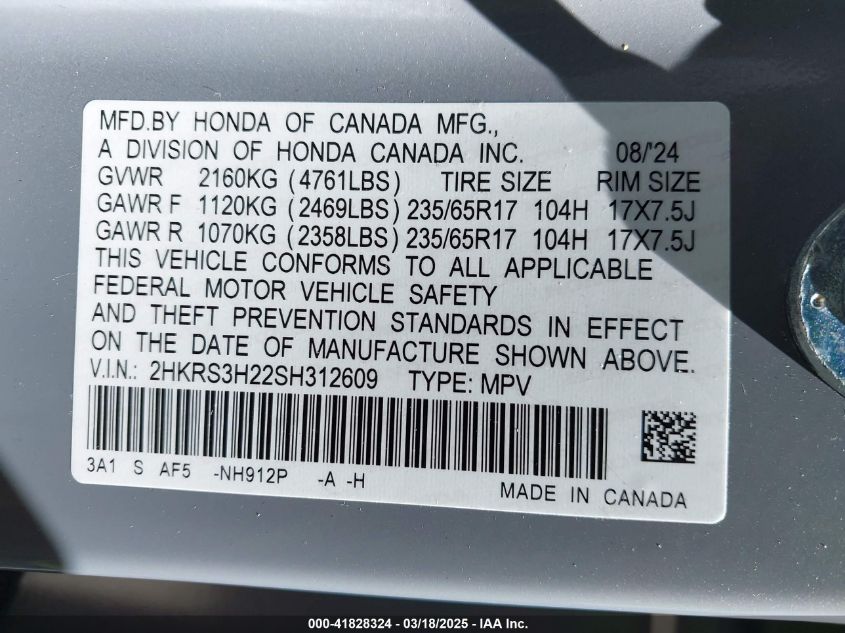 MFD.BY HONDA OF CANADA MFG.,
A DIVISION OF HONDA CANADA INC. 08/'24
GVWR 2160KG (4761LBS) TIRE SIZE RIM SIZE
GAWR F 1120KG (2469LBS) 235/65R17 104H 17X7.5J
GAWR R 1070KG (2358LBS) 235/65R17 104H 17X7.5J
THIS VEHICLE CONFORMS TO ALL APPLICABLE
FEDERAL MOTOR VEHICLE SAFETY
AND THEFT PREVENTION STANDARDS IN EFFECT
ON THE DATE OF MANUFACTURE SHOWN ABOVE.
V.I.N.: 2HKRS3H22SH312609 TYPE: MPV
3A1 S AF5 -NH912P -A -H
MADE IN CANADA
000-41828324 - 03/18/2025 - IAA Inc.